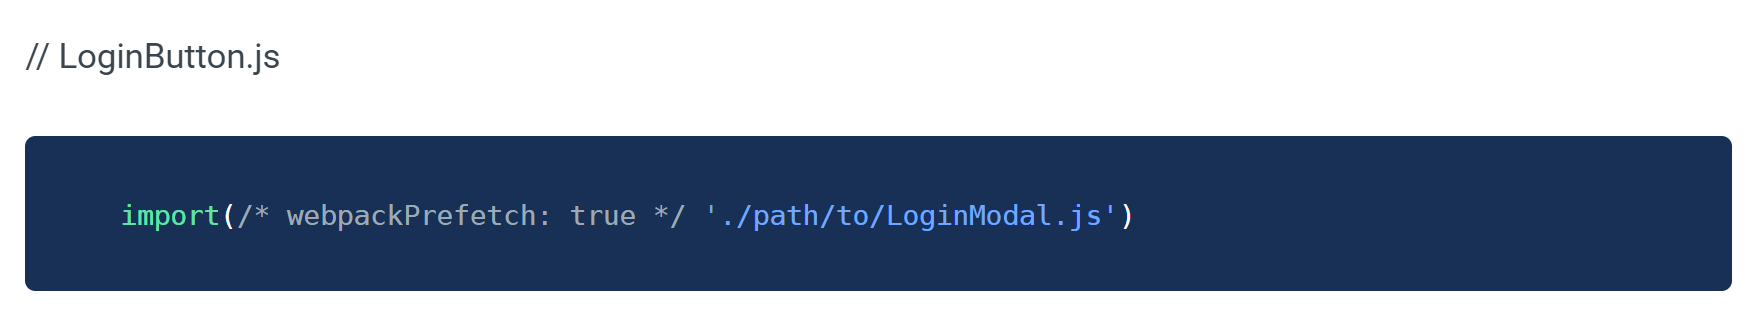 // LoginButton.js
import(/* webpackPrefetch: true */ './path/to/LoginModal.js')